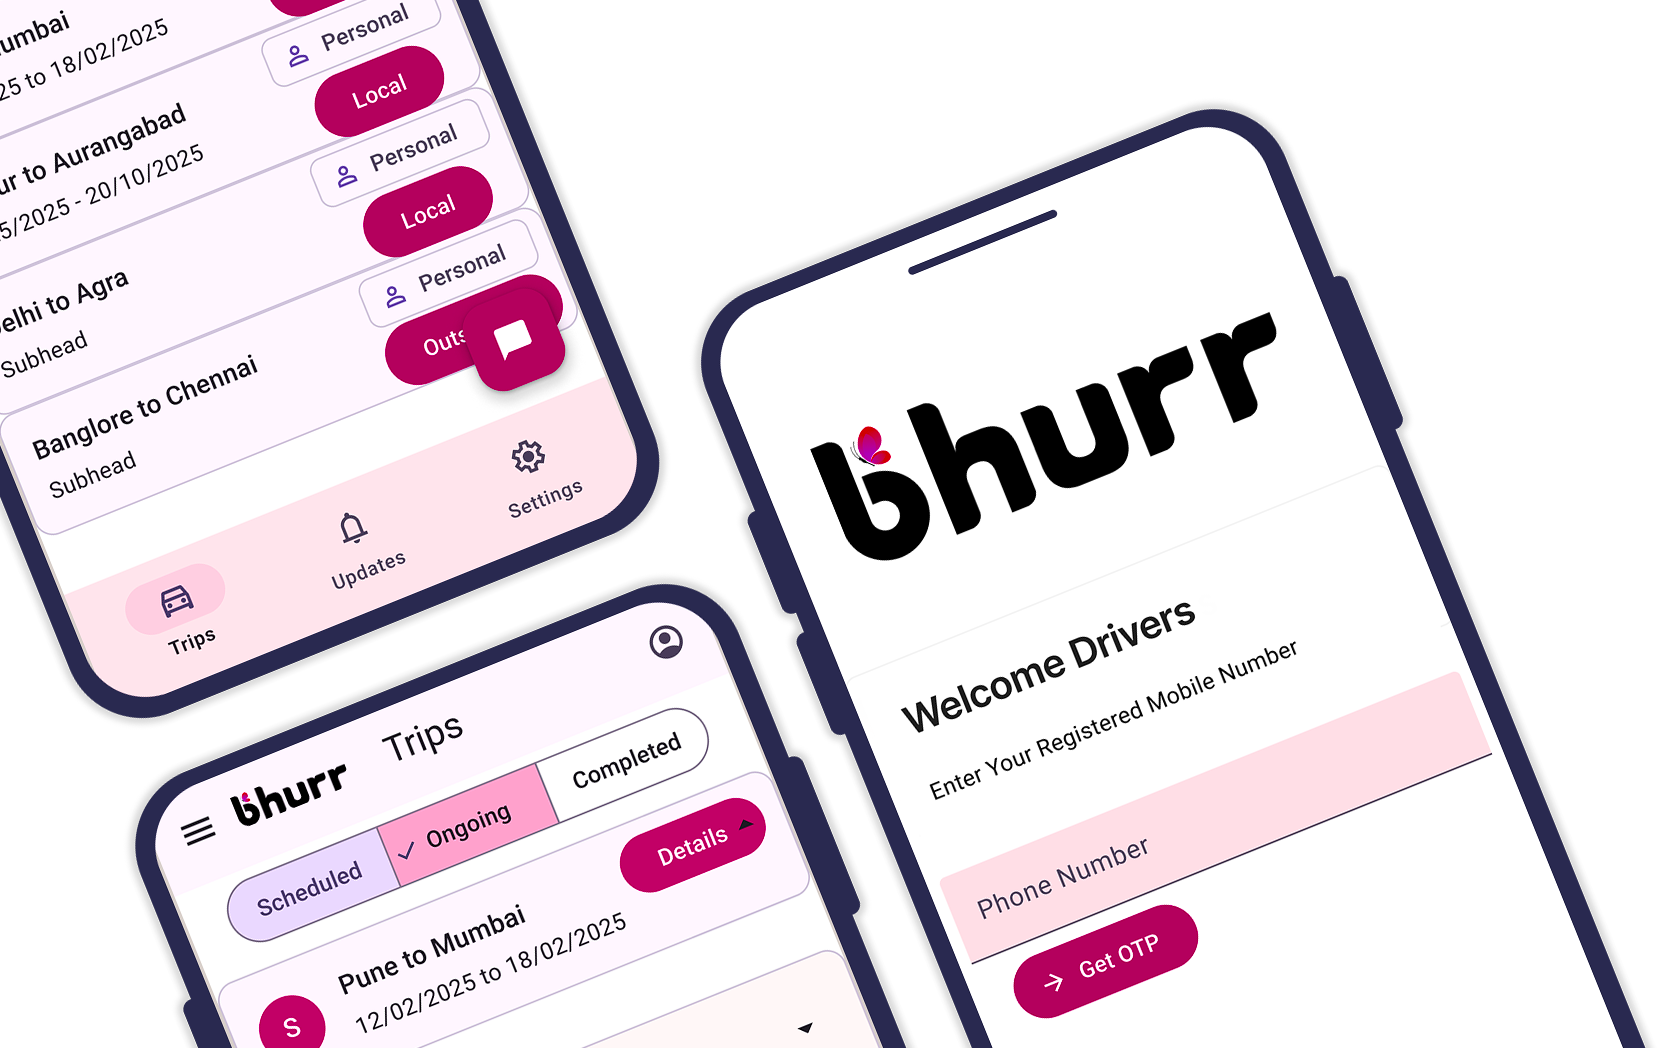 umbai
25 to 18/02/2025
Personal
Local
ur to Aurangabad
5/2025 - 20/10/2025
Personal
Local
elhi to Agra
Subhead
Personal
Outs
Banglore to Chennai
Subhead
Trips
Updates
Settings
bhurr
Trips
Scheduled
Ongoing
Completed
Details
S
Pune to Mumbai
12/02/2025 to 18/02/2025
bhurr
Welcome Drivers
Enter Your Registered Mobile Number
Phone Number
Get OTP